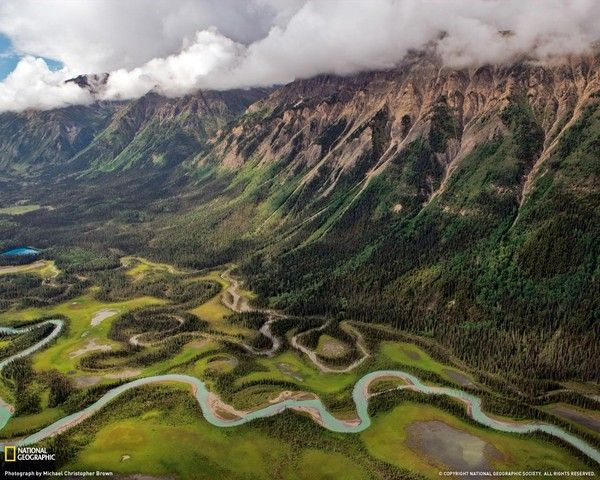 NATIONAL
GEOGRAPHIC
Photograph by Michael Christopher Brown
© COPYRIGHT NATIONAL GEOGRAPHIC SOCIETY. ALL RIGHTS RESERVED.